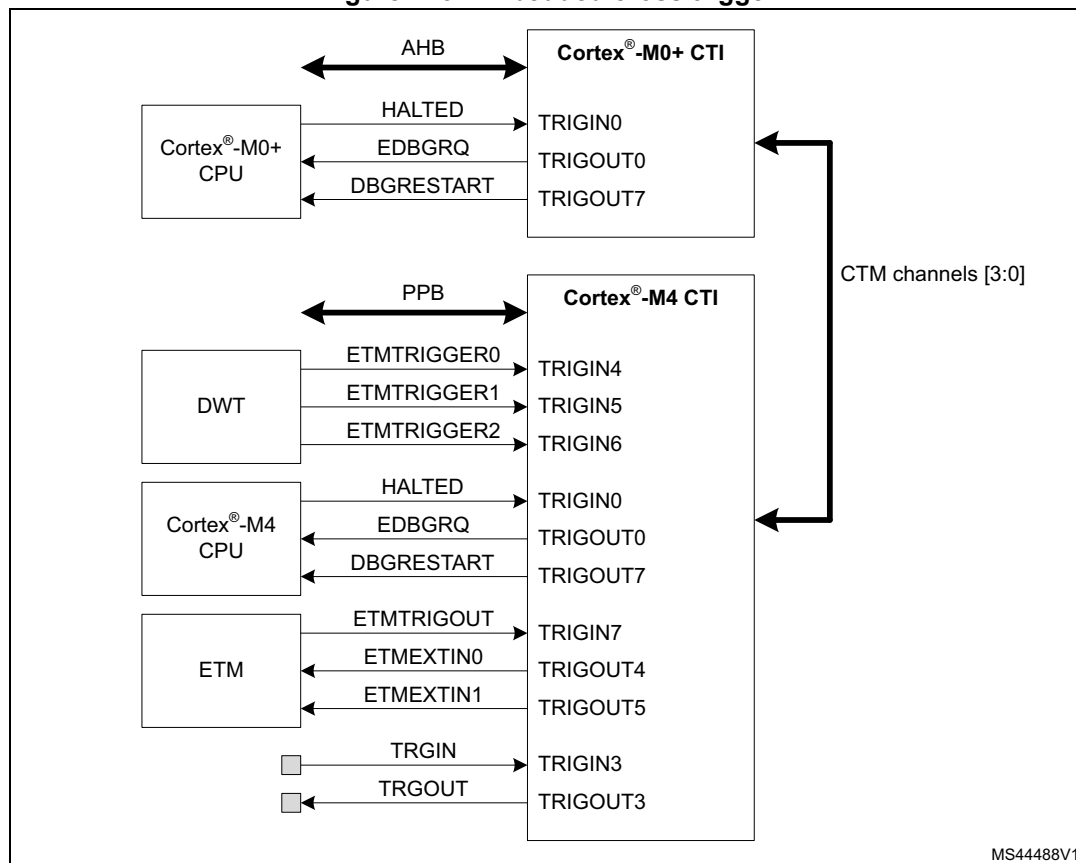 AHB
Cortex®-M0+ CTI
HALTED
TRIGIN0
Cortex®-M0+
CPU
EDBGRQ
TRIGOUT0
DBGRESTART
TRIGOUT7
CTM channels [3:0]
PPB
Cortex®-M4 CTI
ETMTRIGGER0
TRIGIN4
DWT
ETMTRIGGER1
TRIGIN5
ETMTRIGGER2
TRIGIN6
HALTED
TRIGIN0
Cortex®-M4
CPU
EDBGRQ
TRIGOUT0
DBGRESTART
TRIGOUT7
ETMTRIGOUT
TRIGIN7
ETM
ETMEXTIN0
TRIGOUT4
ETMEXTIN1
TRIGOUT5
TRGIN
TRIGIN3
TRGOUT
TRIGOUT3
MS44488V1